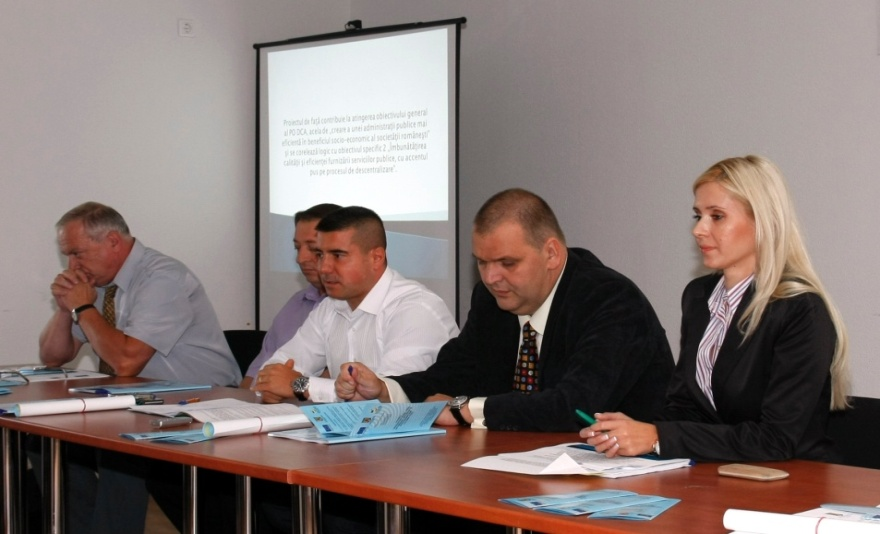 Proiectul de faţă contribuie la atingerea obiectivului general
al PO DCA, acela de „creare a unei administraţii publice mai
eficientă în beneficiul socio-economic al societăţii româneşti”
şi se corelează logic cu obiectivul specific 2 „Îmbunătăţirea
calităţii şi eficienţei furnizării serviciilor publice, cu accentul
pus pe procesul de descentralizare”.